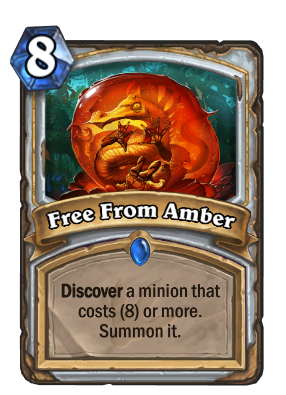 8
Free From Amber
Discover a minion that
costs (8) or more.
Summon it.